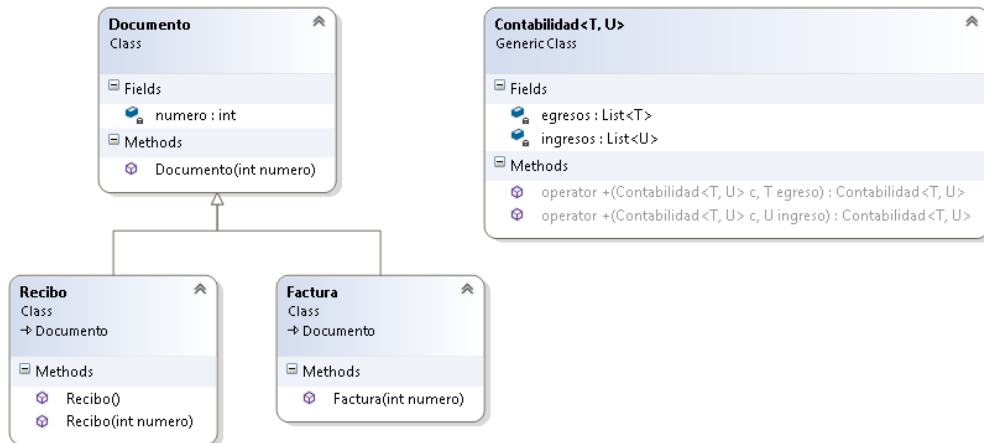 Documento
Class
Fields
numero : int
Methods
Documento(int numero)
Contabilidad<T, U>
Generic Class
Fields
egresos : List<T>
ingresos : List<U>
Methods
operator +(Contabilidad<T, U> c, T egreso) : Contabilidad<T, U>
operator +(Contabilidad<T, U> c, U ingreso) : Contabilidad<T, U>
Recibo
Class
Documento
Methods
Recibo()
Recibo(int numero)
Factura
Class
Documento
Methods
Factura(int numero)